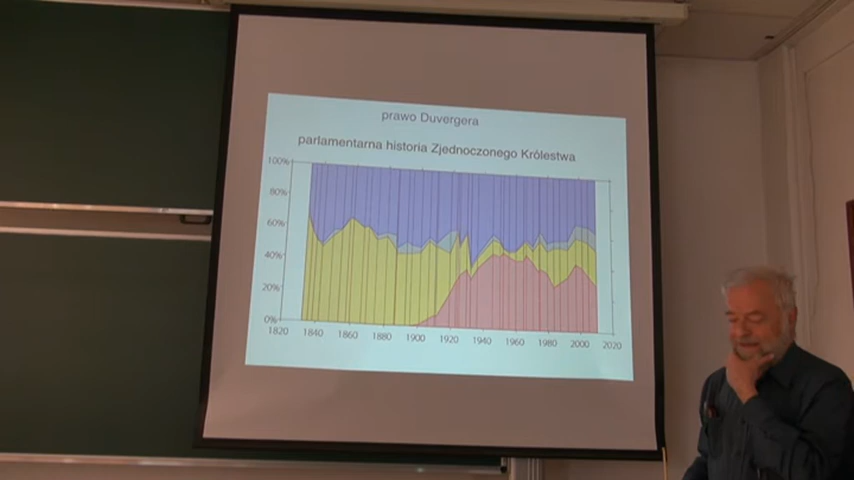 prawo Duvergera
parlamentarna historia Zjednoczonego Królestwa
100%
80%
60%
40%
20%
0%
1820 1840 1860 1880 1900 1920 1940 1960 1980 2000 2020